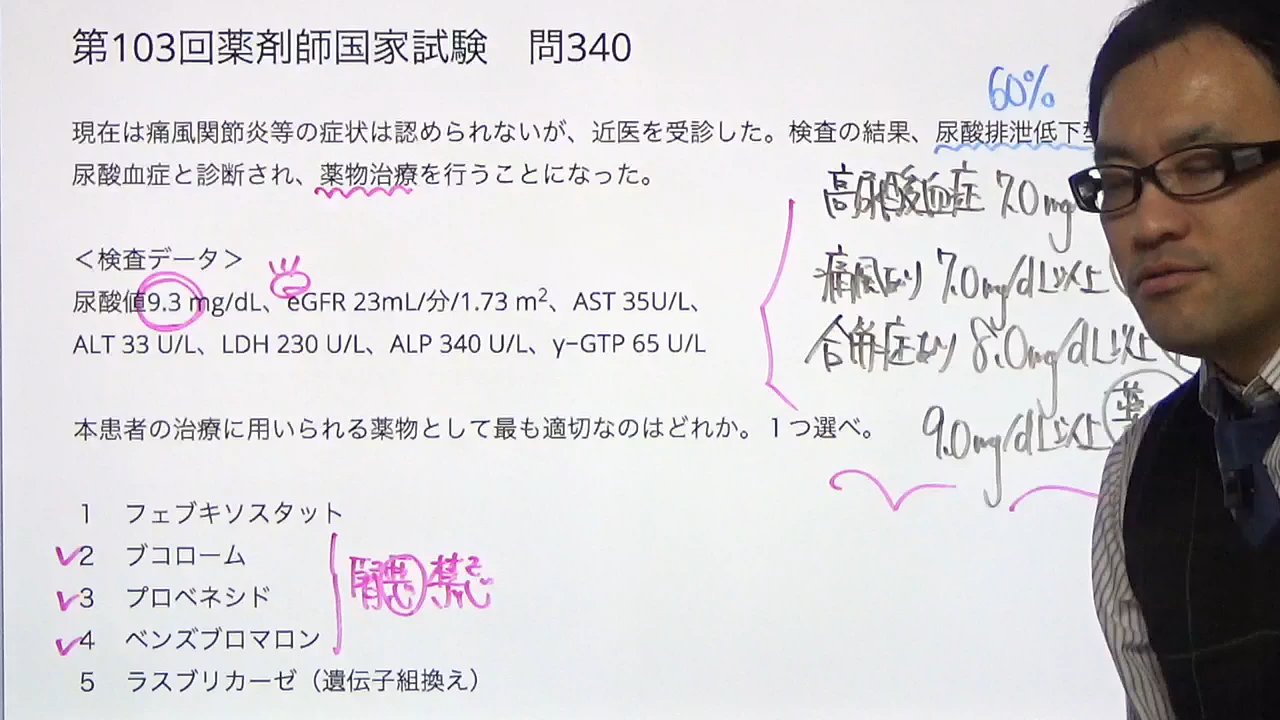 第103回薬剤師国家試験 問340
60%
現在は痛風関節炎等の症状は認められないが、近医を受診した。検査の結果、尿酸排泄低下型
尿酸血症と診断され、薬物治療を行うことになった。
高尿酸血症 7.0mg
＜検査データ＞
痛風あり 7.0mg/dL以上
尿酸値9.3 mg/dL、eGFR 23mL/分/1.73 m²、AST 35U/L、
ALT 33 U/L、LDH 230 U/L、ALP 340 U/L、γ−GTP 65 U/L
合併症あり 8.0mg/dL以上
薬
本患者の治療に用いられる薬物として最も適切なのはどれか。１つ選べ。
9.0mg/dL以上
1 フェブキソスタット
2 ブコローム
3 プロベネシド
4 ベンズブロマロン
腎悪 禁忌
5 ラスブリカーゼ（遺伝子組換え）